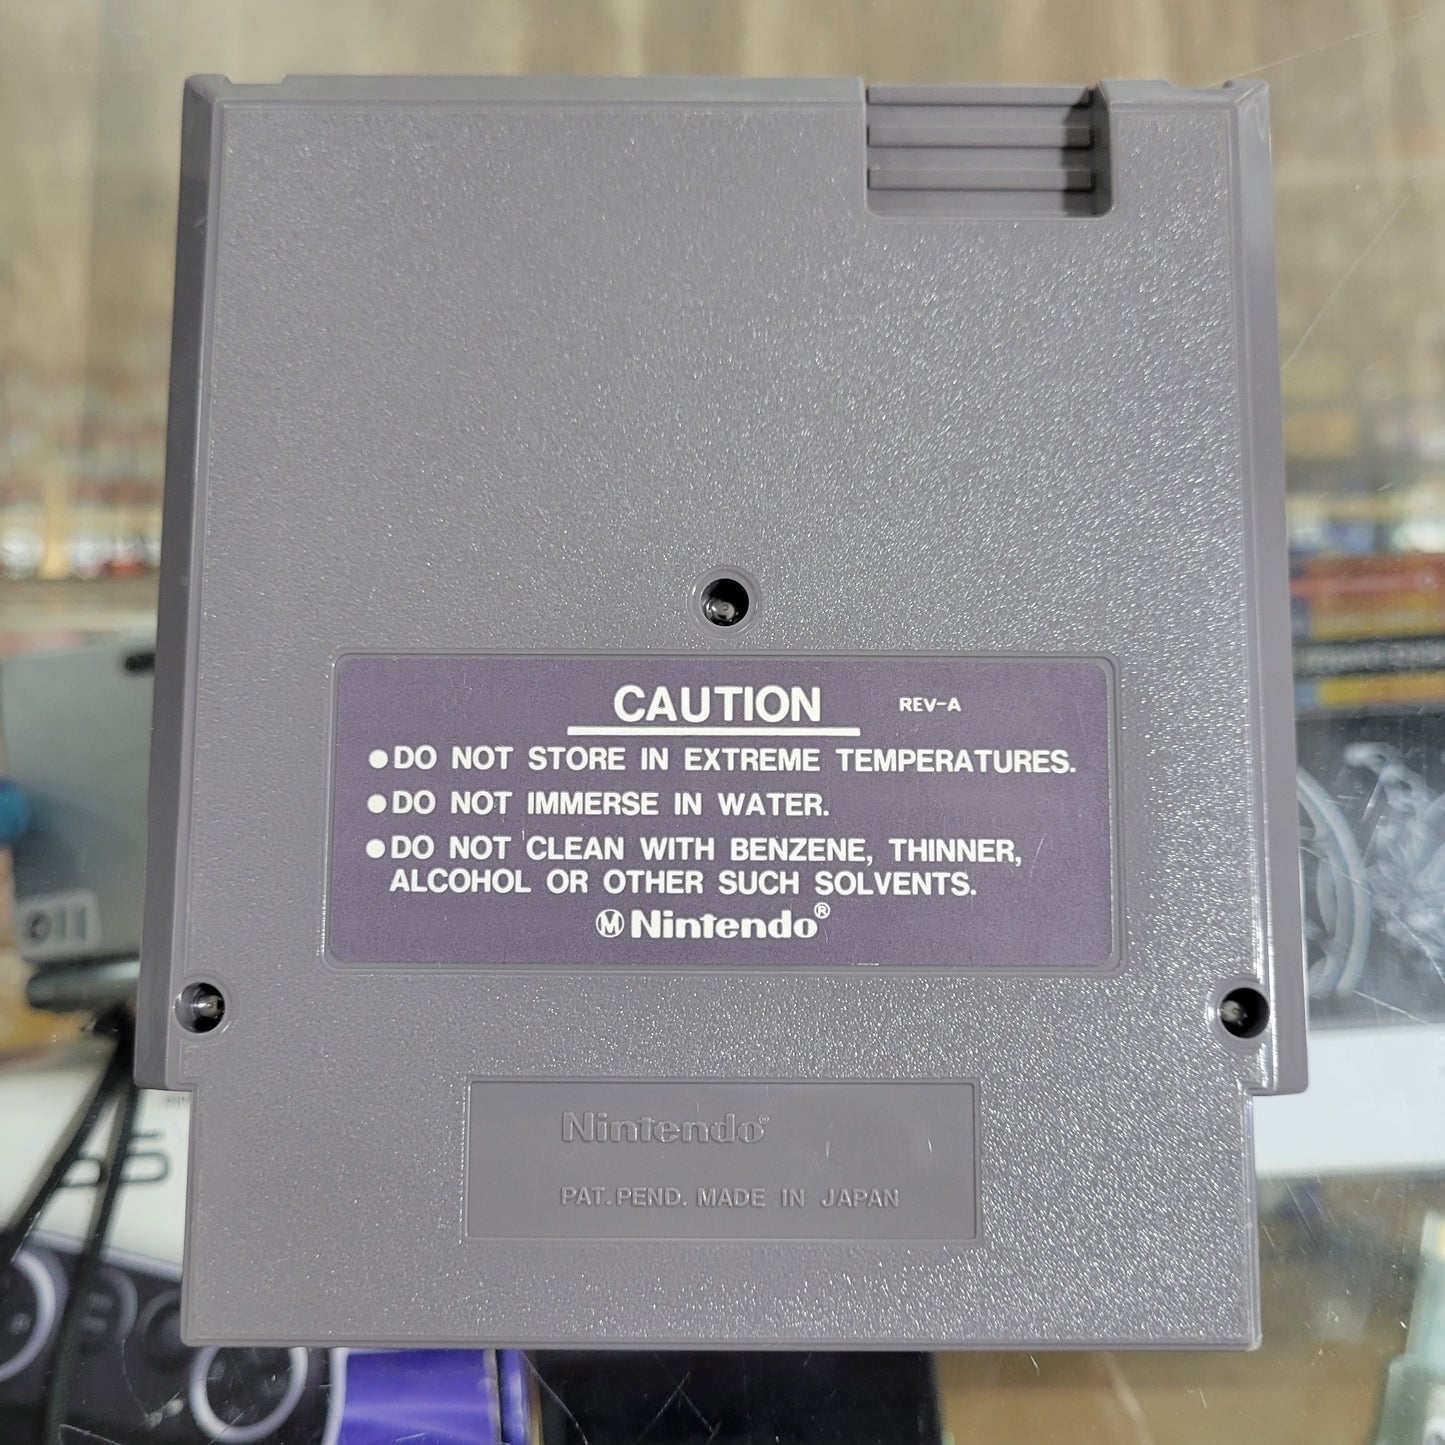 CAUTION REV-A
●DO NOT STORE IN EXTREME TEMPERATURES.
●DO NOT IMMERSE IN WATER.
●DO NOT CLEAN WITH BENZENE, THINNER,
ALCOHOL OR OTHER SUCH SOLVENTS.
Ⓜ Nintendo®
Nintendo®
PAT.PEND. MADE IN JAPAN